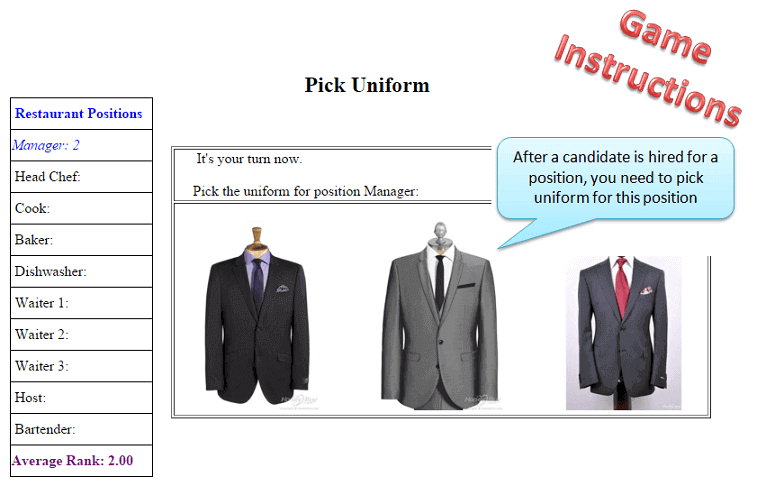 Game
Instructions
Pick Uniform
Restaurant Positions
Manager: 2
Head Chef:
Cook:
Baker:
Dishwasher:
Waiter 1:
Waiter 2:
Waiter 3:
Host:
Bartender:
Average Rank: 2.00
It's your turn now.
Pick the uniform for position Manager:
After a candidate is hired for a
position, you need to pick
uniform for this position